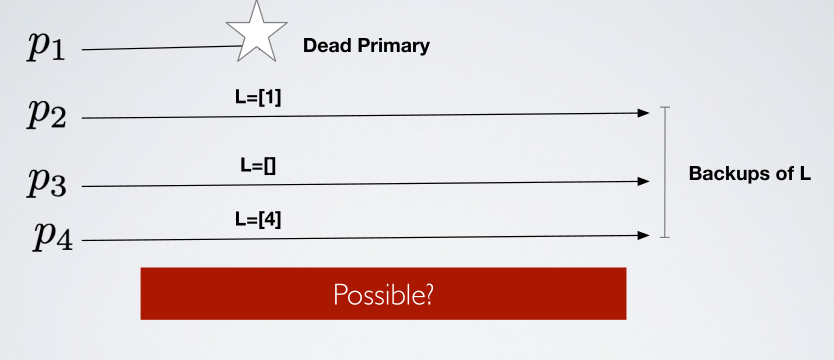 p1
Dead Primary
L=[1]
p2
L=[]
p3
Backups of L
L=[4]
p4
Possible?